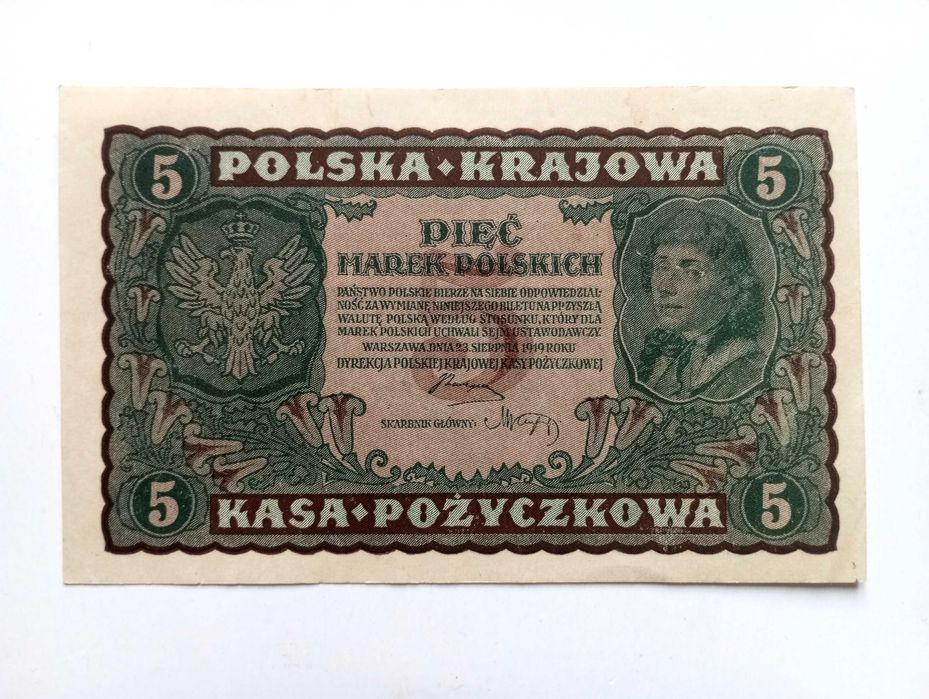 5 POLSKA◆KRAJOWA 5
PIĘĆ
MAREK POLSKICH
PAŃSTWO POLSKIE BIERZE NA SIEBIE ODPOWIEDZIAL-
NOŚĆ ZA WYMIANĘ NINIEJSZEGO BILETU NA PRZYSZŁĄ
WALUTĘ POLSKĄ WEDŁUG STOSUNKU, KTÓRY DLA
MAREK POLSKICH UCHWALI SEJM USTAWODAWCZY.
WARSZAWA, DNIA 23. SIERPNIA 1919 ROKU
DYREKCJA POLSKIEJ KRAJOWEJ KASY POŻYCZKOWEJ
5
SKARBNIK GŁÓWNY:
5 KASA◆POŻYCZKOWA 5